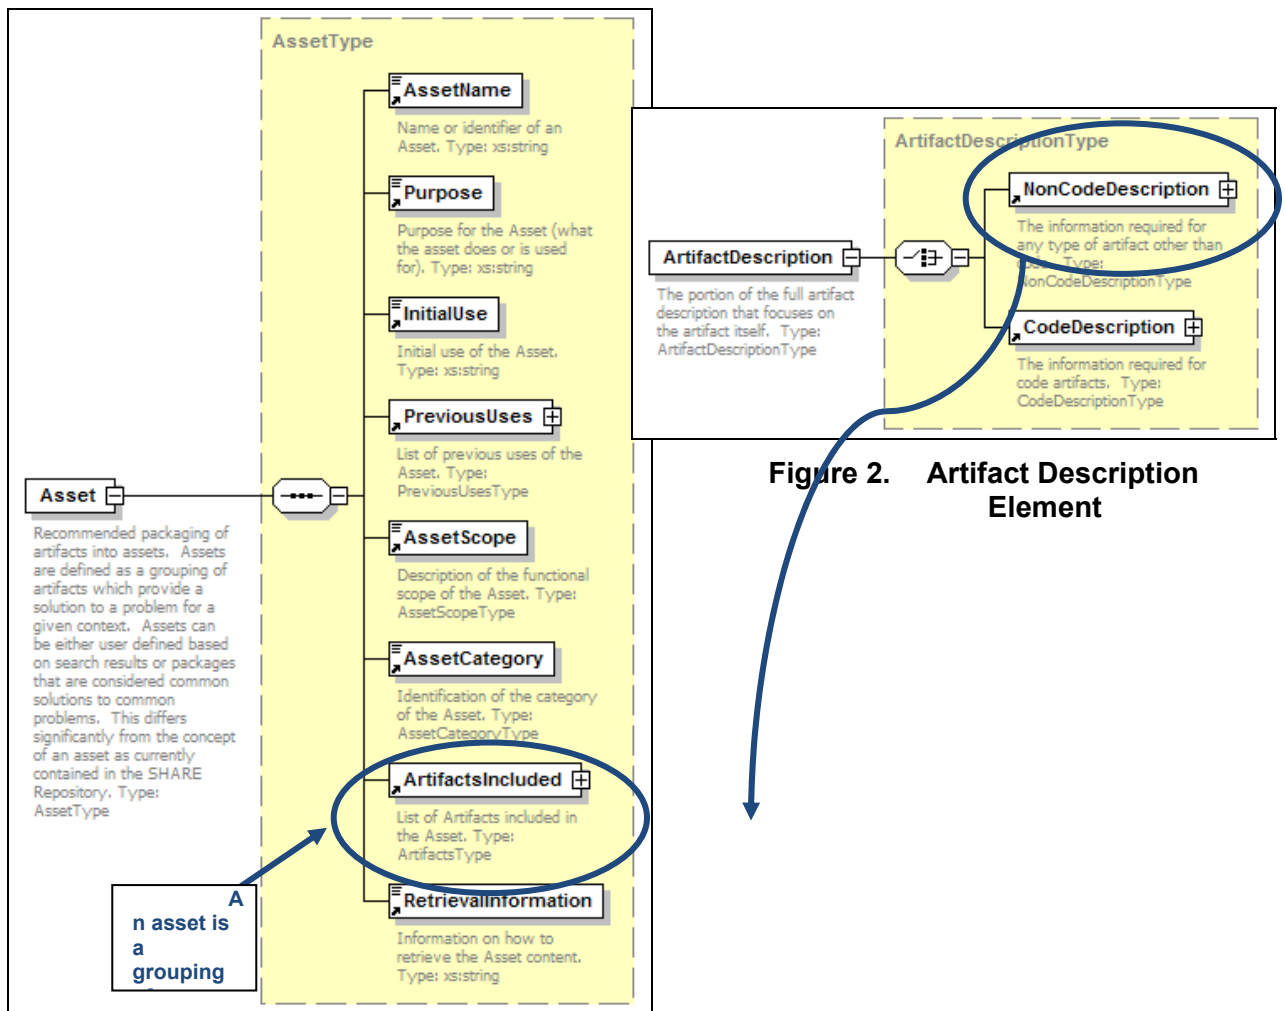 AssetType
AssetName
Name or identifier of an
Asset. Type: xs:string
Purpose
Purpose for the Asset (what
the asset does or is used
for). Type: xs:string
InitialUse
Initial use of the Asset.
Type: xs:string
PreviousUses
List of previous uses of the
Asset. Type:
PreviousUsesType
Asset
Recommended packaging of
artifacts into assets. Assets
are defined as a grouping of
artifacts which provide a
solution to a problem for a
given context. Assets can
be either user defined based
on search results or packages
that are considered common
solutions to common
problems. This differs
significantly from the concept
of an asset as currently
contained in the SHARE
Repository. Type:
AssetType
AssetScope
Description of the functional
scope of the Asset. Type:
AssetScopeType
AssetCategory
Identification of the category
of the Asset. Type:
AssetCategoryType
ArtifactsIncluded
List of Artifacts included in
the Asset. Type:
ArtifactsType
RetrievalInformation
Information on how to
retrieve the Asset content.
Type: xs:string
A
n asset is
a
grouping
ArtifactDescriptionType
NonCodeDescription
The information required for
any type of artifact other than
code. Type:
NonCodeDescriptionType
ArtifactDescription
The portion of the full artifact
description that focuses on
the artifact itself. Type:
ArtifactDescriptionType
CodeDescription
The information required for
code artifacts. Type:
CodeDescriptionType
Figure 2. Artifact Description
Element